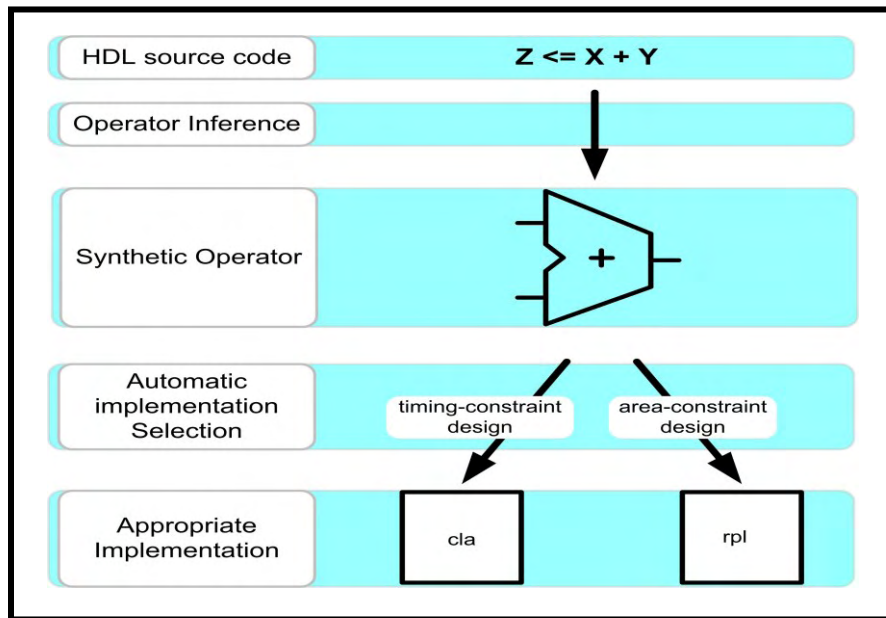 HDL source code
Z <= X + Y
Operator Inference
Synthetic Operator
+
Automatic
implementation
Selection
timing-constraint
design
area-constraint
design
Appropriate
Implementation
cla
rpl